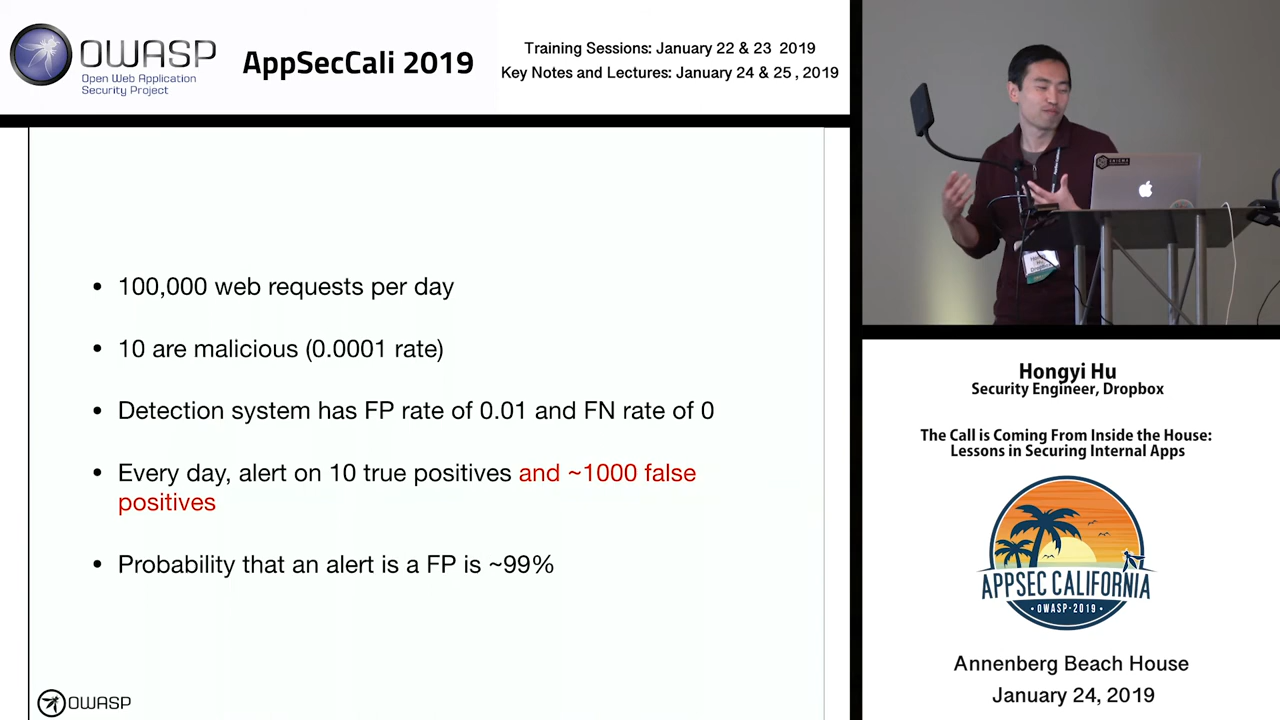 OWASP
Open Web Application
Security Project
AppSecCali 2019
Training Sessions: January 22 & 23 2019
Key Notes and Lectures: January 24 & 25 , 2019
• 100,000 web requests per day
• 10 are malicious (0.0001 rate)
• Detection system has FP rate of 0.01 and FN rate of 0
• Every day, alert on 10 true positives and ~1000 false
positives
• Probability that an alert is a FP is ~99%
OWASP
Hongyi Hu
Security Engineer, Dropbox
The Call is Coming From Inside the House:
Lessons in Securing Internal Apps
APPSEC CALIFORNIA
• OWASP-2019 •
Annenberg Beach House
January 24, 2019